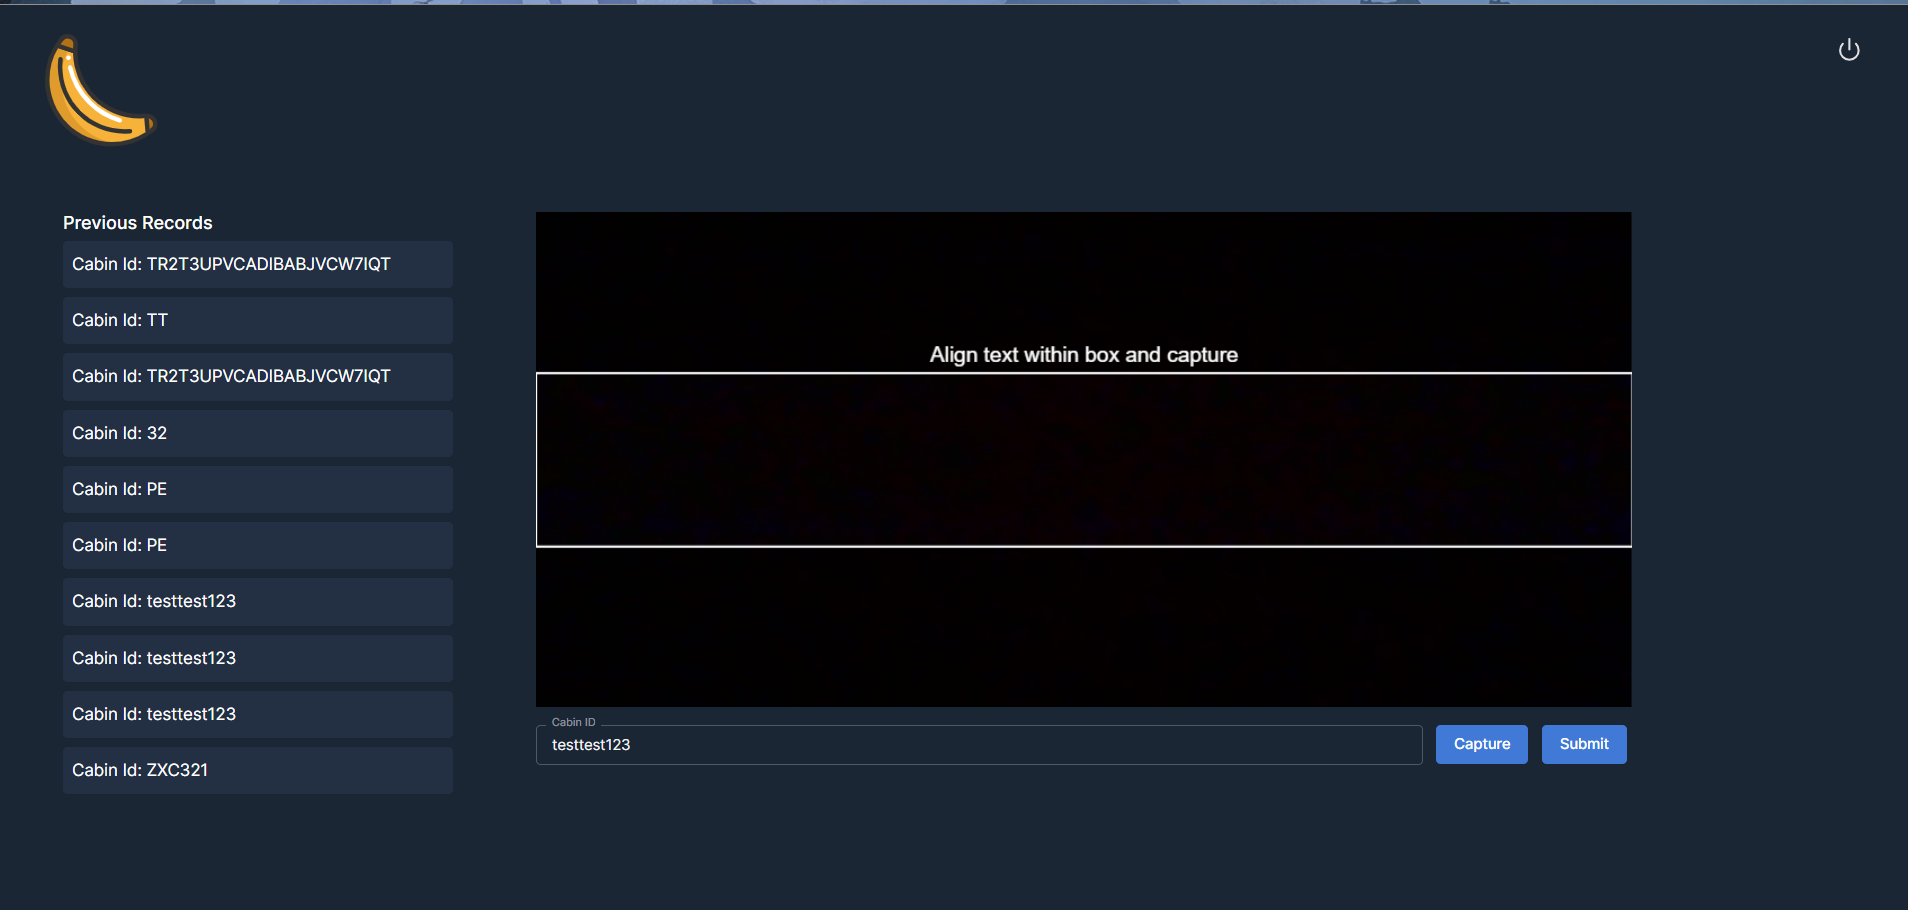 Previous Records
Cabin Id: TR2T3UPVCADIBABJVCW7IQT
Cabin Id: TT
Cabin Id: TR2T3UPVCADIBABJVCW7IQT
Cabin Id: 32
Cabin Id: PE
Cabin Id: PE
Cabin Id: testtest123
Cabin Id: testtest123
Cabin Id: testtest123
Cabin Id: ZXC321
Align text within box and capture
Cabin ID
testtest123
Capture
Submit